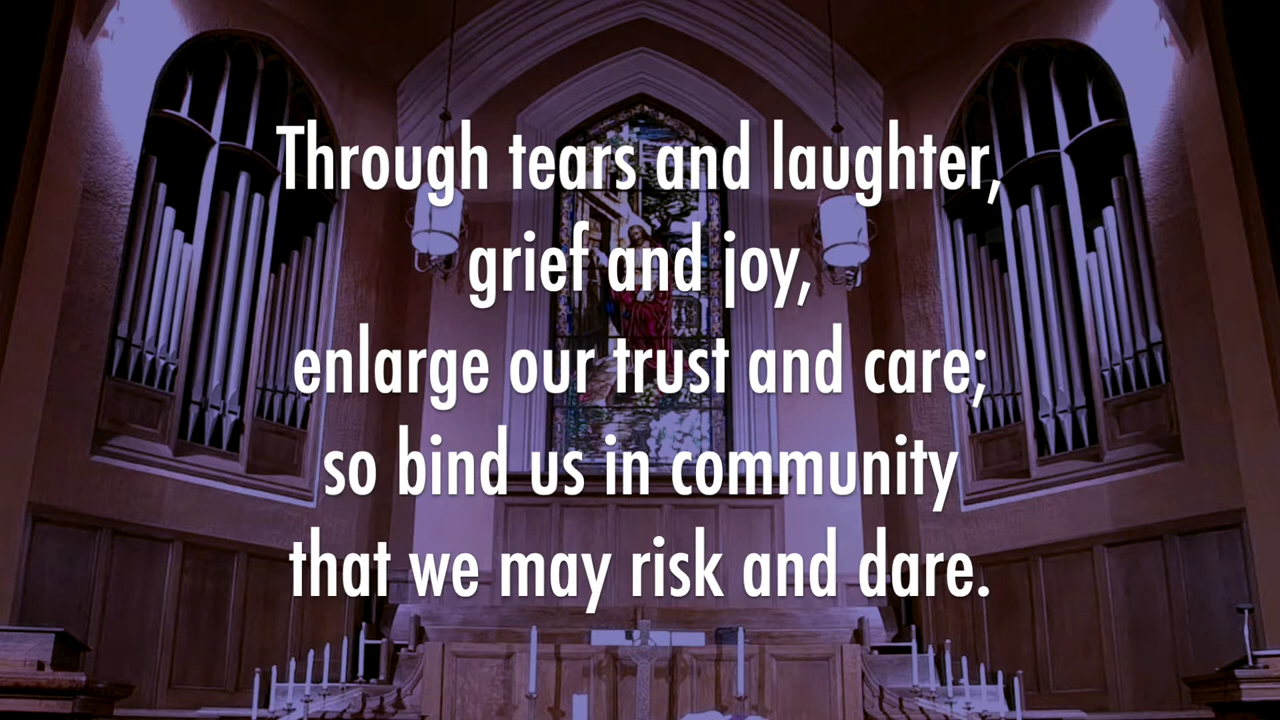 Through tears and laughter,
grief and joy,
enlarge our trust and care;
so bind us in community
that we may risk and dare.